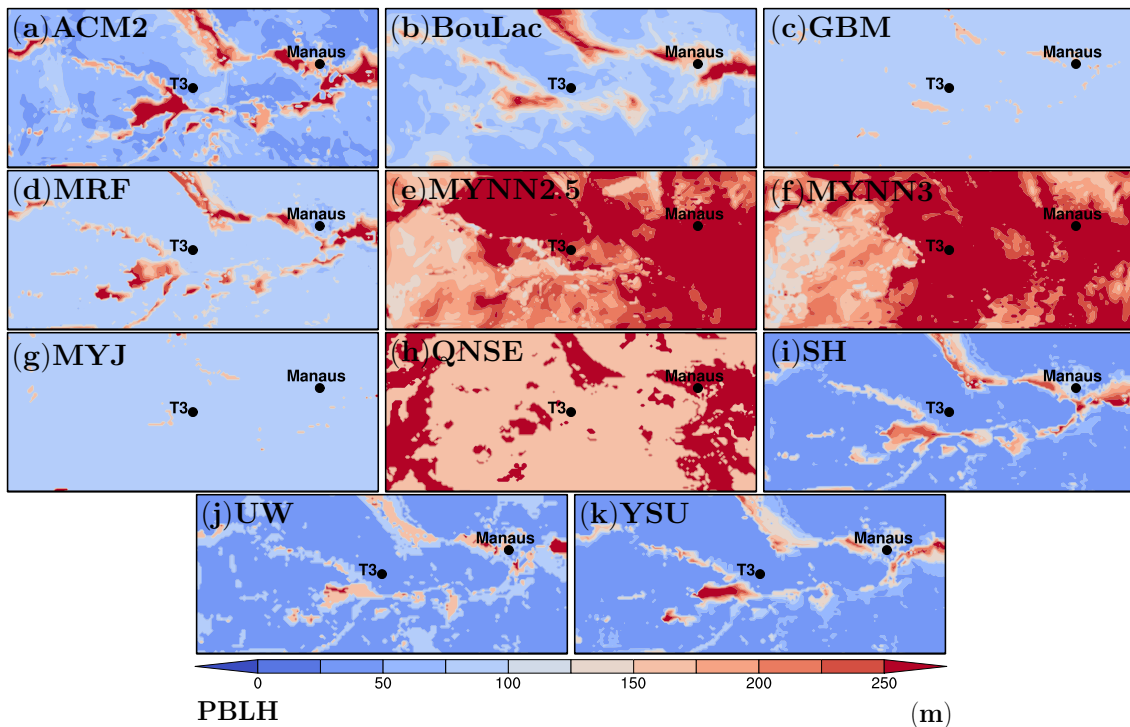 (a)ACM2
Manaus
T3
(b)BouLac
Manaus
T3
(c)GBM
Manaus
T3
(d)MRF
Manaus
T3
(e)MYNN2.5
Manaus
T3
(f)MYNN3
Manaus
T3
(g)MYJ
Manaus
T3
(h)QNSE
Manaus
T3
(i)SH
Manaus
T3
(j)UW
Manaus
T3
(k)YSU
Manaus
T3
0 50 100 150 200 250
PBLH (m)